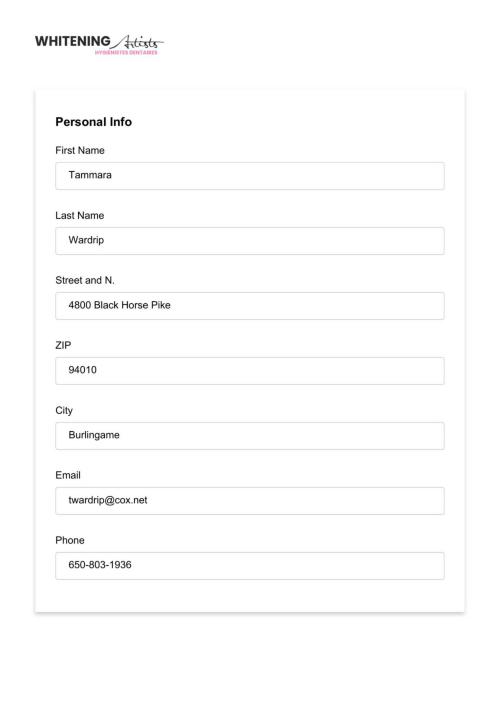 WHITENING Artists
HYGIÉNISTES DENTAIRES
Personal Info
First Name
Tammara
Last Name
Wardrip
Street and N.
4800 Black Horse Pike
ZIP
94010
City
Burlingame
Email
twardrip@cox.net
Phone
650-803-1936